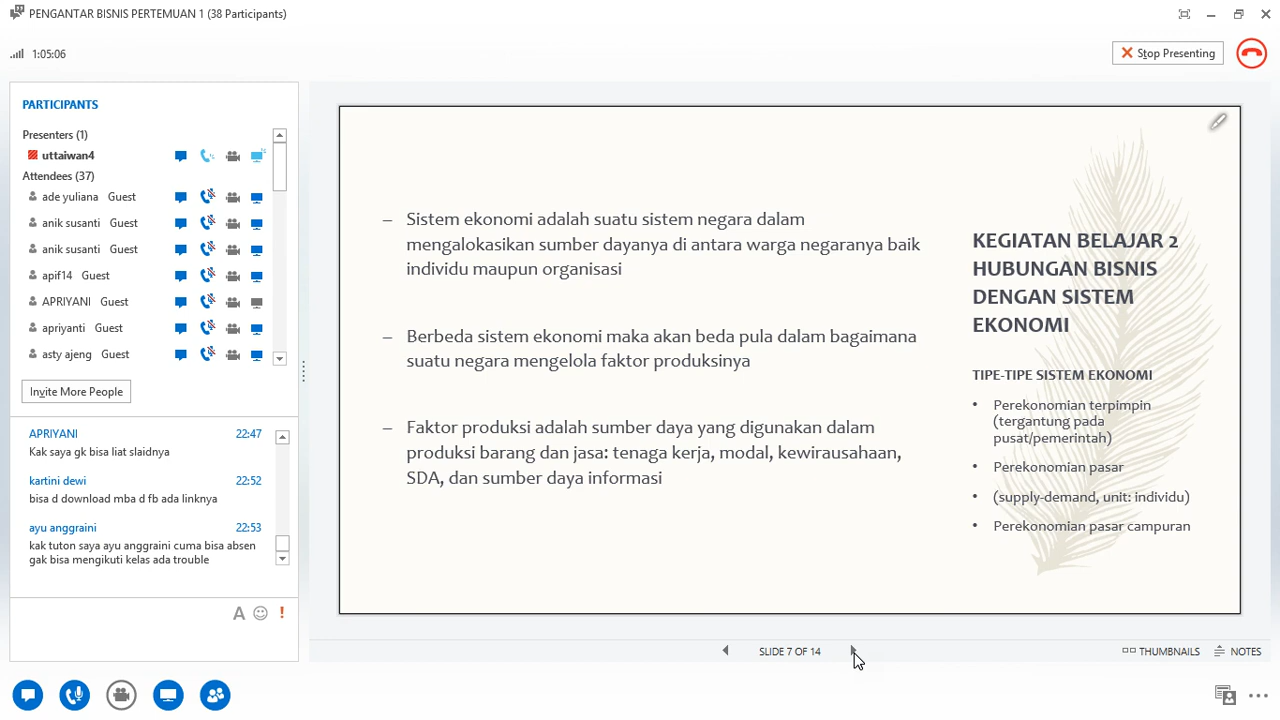 PENGANTAR BISNIS PERTEMUAN 1 (38 Participants)
1:05:06
Stop Presenting
PARTICIPANTS
Presenters (1)
uttaiwan4
Attendees (37)
ade yuliana Guest
anik susanti Guest
anik susanti Guest
apif14 Guest
APRIYANI Guest
apriyanti Guest
asty ajeng Guest
Invite More People
APRIYANI 22:47
Kak saya gk bisa liat slaidnya
kartini dewi 22:52
bisa d download mba d fb ada linknya
ayu anggraini 22:53
kak tuton saya ayu anggraini cuma bisa absen
gak bisa mengikuti kelas ada trouble
– Sistem ekonomi adalah suatu sistem negara dalam
mengalokasikan sumber dayanya di antara warga negaranya baik
individu maupun organisasi
– Berbeda sistem ekonomi maka akan beda pula dalam bagaimana
suatu negara mengelola faktor produksinya
– Faktor produksi adalah sumber daya yang digunakan dalam
produksi barang dan jasa: tenaga kerja, modal, kewirausahaan,
SDA, dan sumber daya informasi
KEGIATAN BELAJAR 2
HUBUNGAN BISNIS
DENGAN SISTEM
EKONOMI
TIPE-TIPE SISTEM EKONOMI
• Perekonomian terpimpin
(tergantung pada
pusat/pemerintah)
• Perekonomian pasar
• (supply-demand, unit: individu)
• Perekonomian pasar campuran
SLIDE 7 OF 14
THUMBNAILS
NOTES